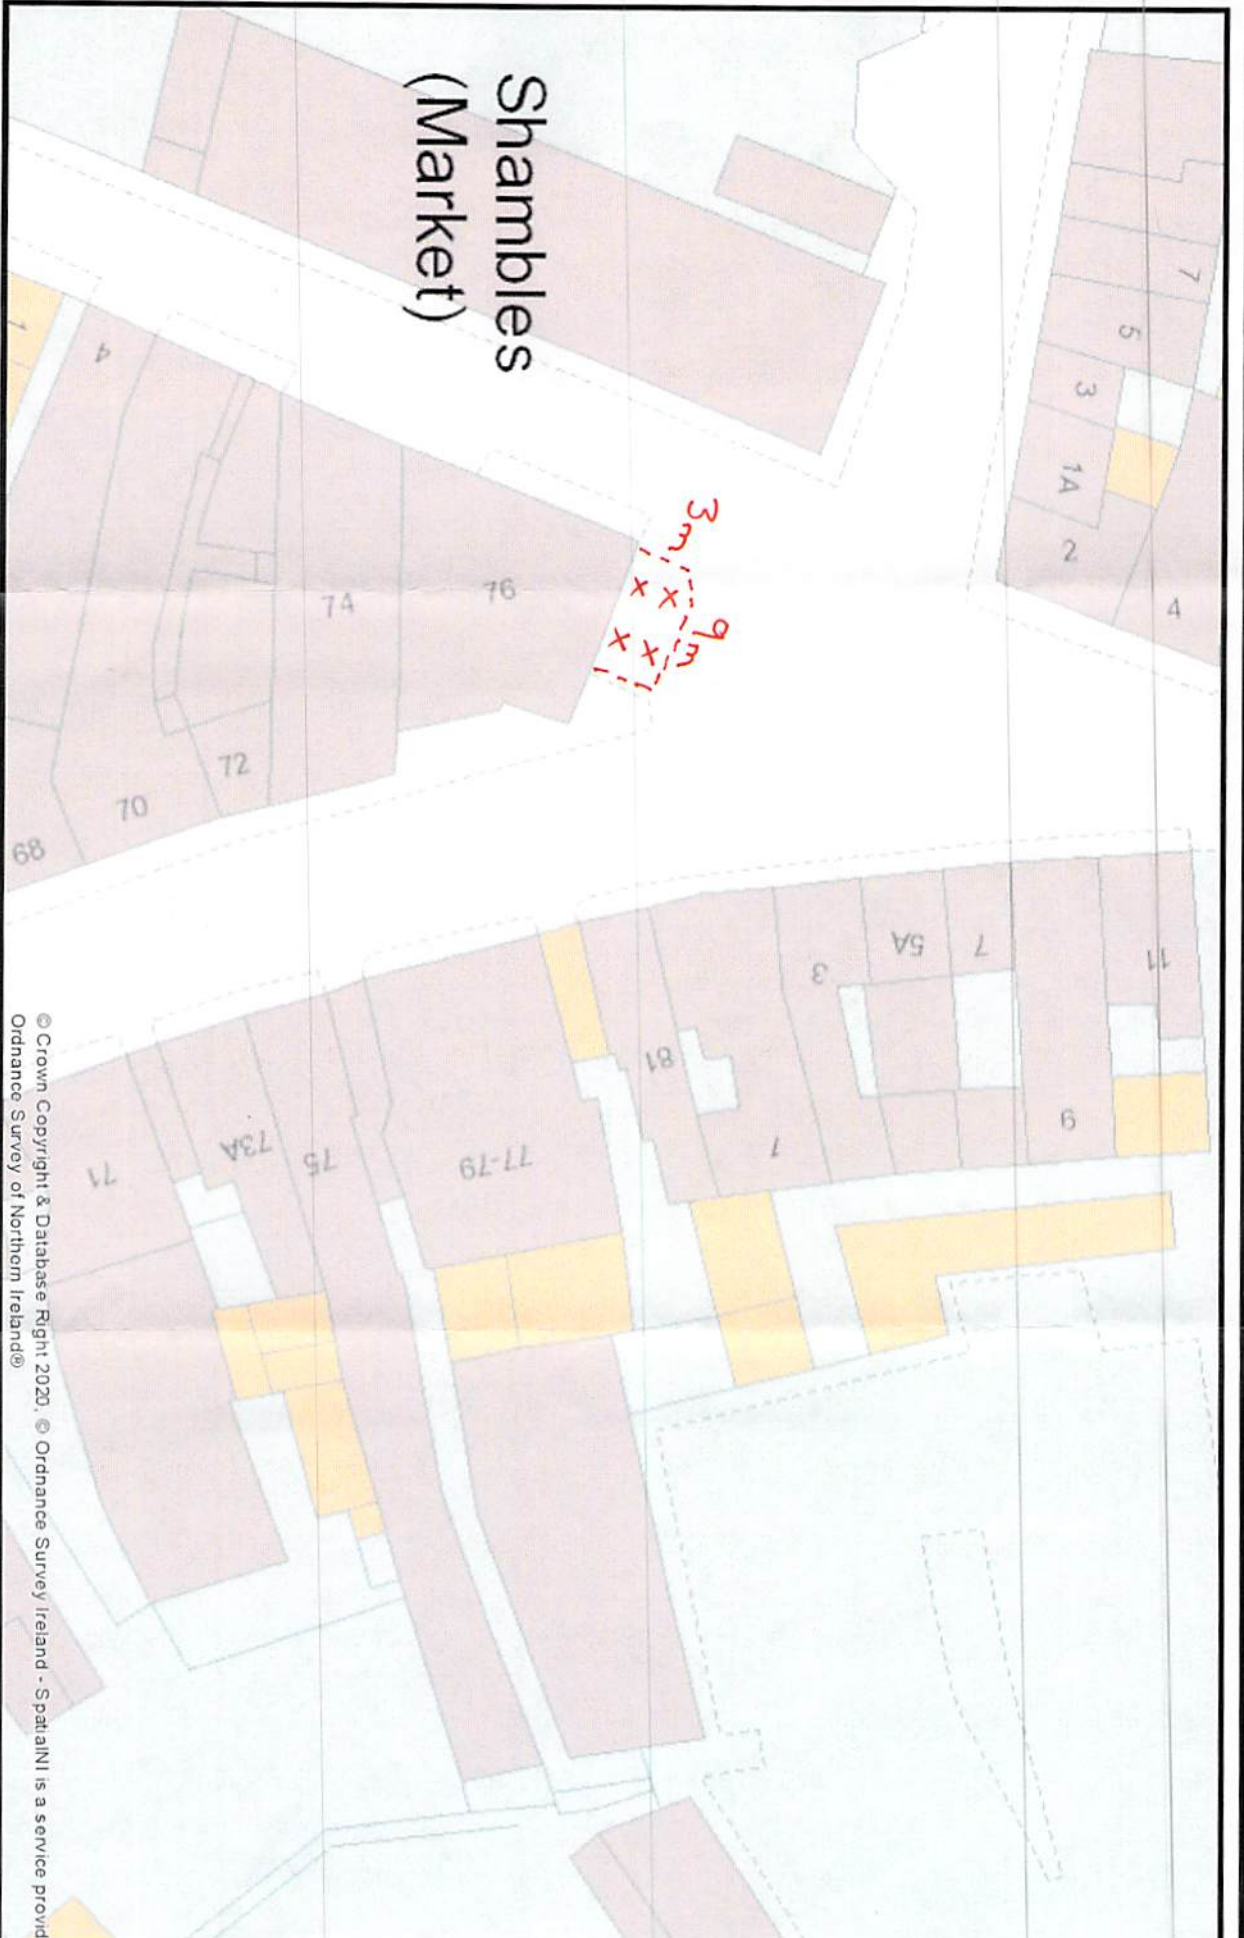 Shambles
(Market)
7
5
3
1A
2
4
4
1
3m
9m
76
74
72
70
68
11
7
5A
3
9
81
1
77-79
75
73A
71
© Crown Copyright & Database Right 2020, © Ordnance Survey Ireland - SpatialNI is a service provid
Ordnance Survey of Northern Ireland®